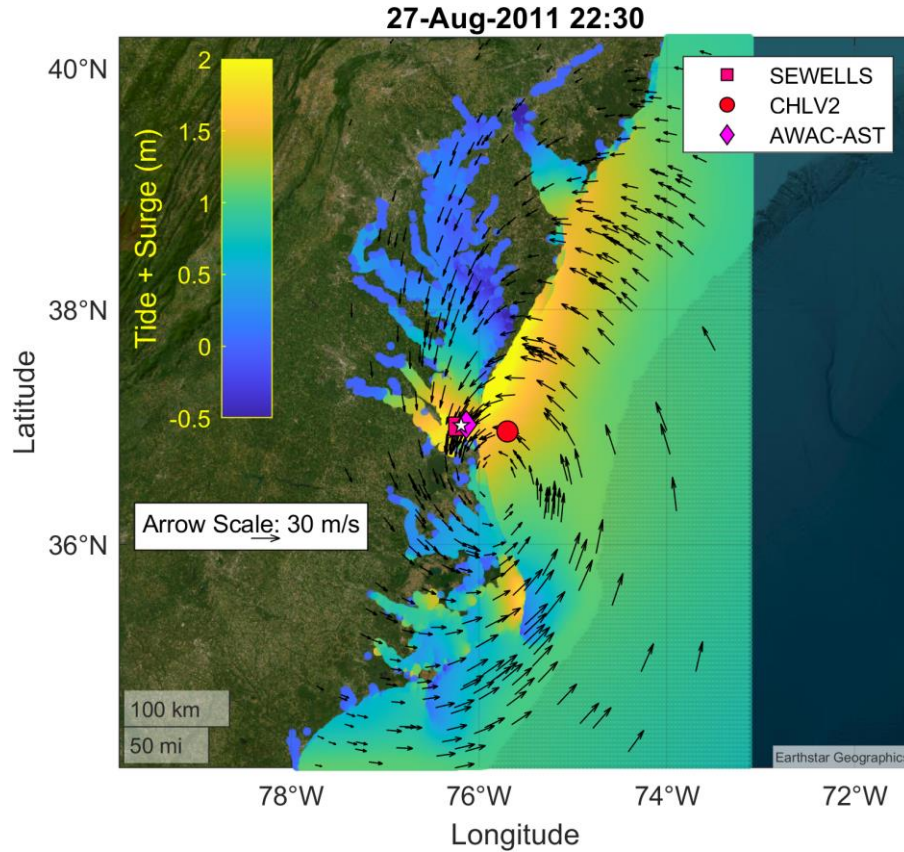 27-Aug-2011 22:30
40°N
38°N
36°N
Latitude
2
1.5
1
0.5
0
-0.5
Tide + Surge (m)
SEWELLS
CHLV2
AWAC-AST
Arrow Scale: 30 m/s
100 km
50 mi
Earthstar Geographics
78°W
76°W
74°W
72°W
Longitude